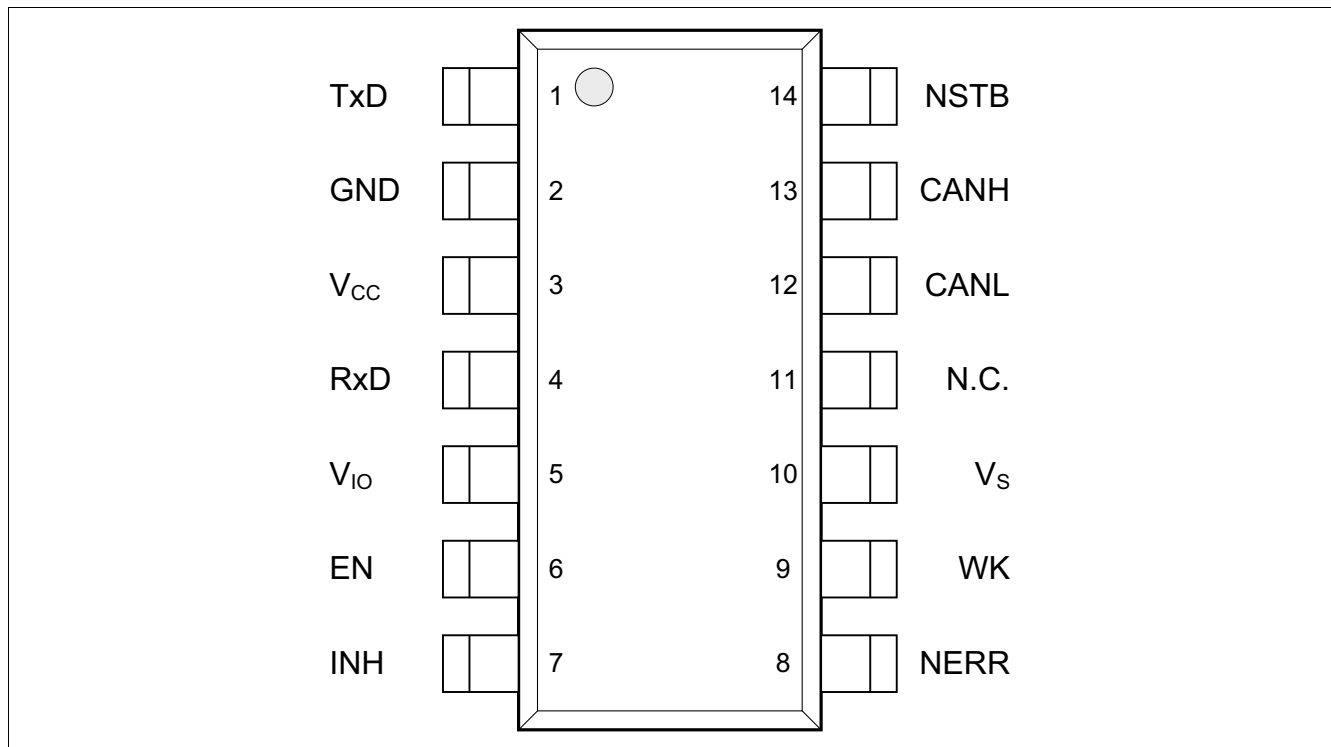 TxD 1 14 NSTB
GND 2 13 CANH
VCC 3 12 CANL
RxD 4 11 N.C.
VIO 5 10 VS
EN 6 9 WK
INH 7 8 NERR